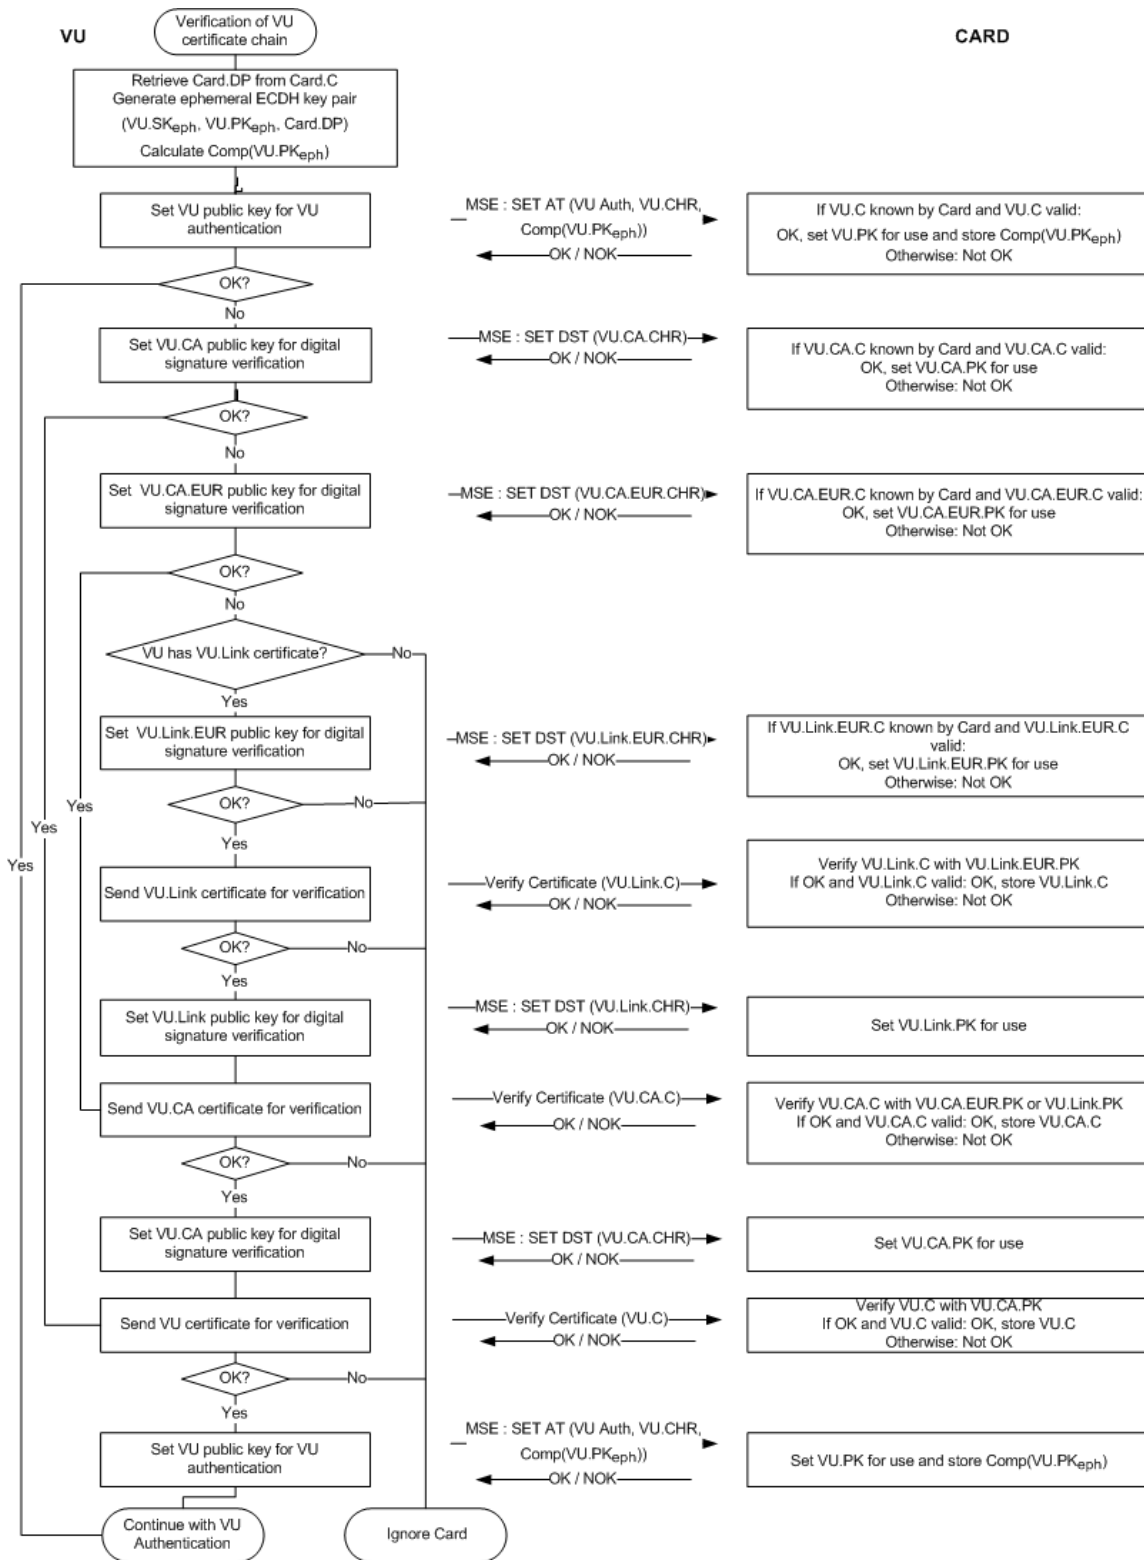 VU
Verification of VU
certificate chain
CARD
Retrieve Card.DP from Card.C
Generate ephemeral ECDH key pair
(VU.SKeph, VU.PKeph, Card.DP)
Calculate Comp(VU.PKeph)
Set VU public key for VU
authentication
MSE : SET AT (VU Auth, VU.CHR,
Comp(VU.PKeph))
OK / NOK
If VU.C known by Card and VU.C valid:
OK, set VU.PK for use and store Comp(VU.PKeph)
Otherwise: Not OK
OK?
No
Set VU.CA public key for digital
signature verification
MSE : SET DST (VU.CA.CHR)
OK / NOK
If VU.CA.C known by Card and VU.CA.C valid:
OK, set VU.CA.PK for use
Otherwise: Not OK
OK?
No
Set VU.CA.EUR public key for digital
signature verification
MSE : SET DST (VU.CA.EUR.CHR)
OK / NOK
If VU.CA.EUR.C known by Card and VU.CA.EUR.C valid:
OK, set VU.CA.EUR.PK for use
Otherwise: Not OK
OK?
No
VU has VU.Link certificate?
No
Yes
Set VU.Link.EUR public key for digital
signature verification
MSE : SET DST (VU.Link.EUR.CHR)
OK / NOK
If VU.Link.EUR.C known by Card and VU.Link.EUR.C
valid:
OK, set VU.Link.EUR.PK for use
Otherwise: Not OK
Yes
Yes
Yes
OK?
No
Yes
Send VU.Link certificate for verification
Verify Certificate (VU.Link.C)
OK / NOK
Verify VU.Link.C with VU.Link.EUR.PK
If OK and VU.Link.C valid: OK, store VU.Link.C
Otherwise: Not OK
OK?
No
Yes
Set VU.Link public key for digital
signature verification
MSE : SET DST (VU.Link.CHR)
OK / NOK
Set VU.Link.PK for use
Send VU.CA certificate for verification
Verify Certificate (VU.CA.C)
OK / NOK
Verify VU.CA.C with VU.CA.EUR.PK or VU.Link.PK
If OK and VU.CA.C valid: OK, store VU.CA.C
Otherwise: Not OK
OK?
No
Yes
Set VU.CA public key for digital
signature verification
MSE : SET DST (VU.CA.CHR)
OK / NOK
Set VU.CA.PK for use
Send VU certificate for verification
Verify Certificate (VU.C)
OK / NOK
Verify VU.C with VU.CA.PK
If OK and VU.C valid: OK, store VU.C
Otherwise: Not OK
OK?
No
Yes
Set VU public key for VU
authentication
MSE : SET AT (VU Auth, VU.CHR,
Comp(VU.PKeph))
OK / NOK
Set VU.PK for use and store Comp(VU.PKeph)
Continue with VU
Authentication
Ignore Card